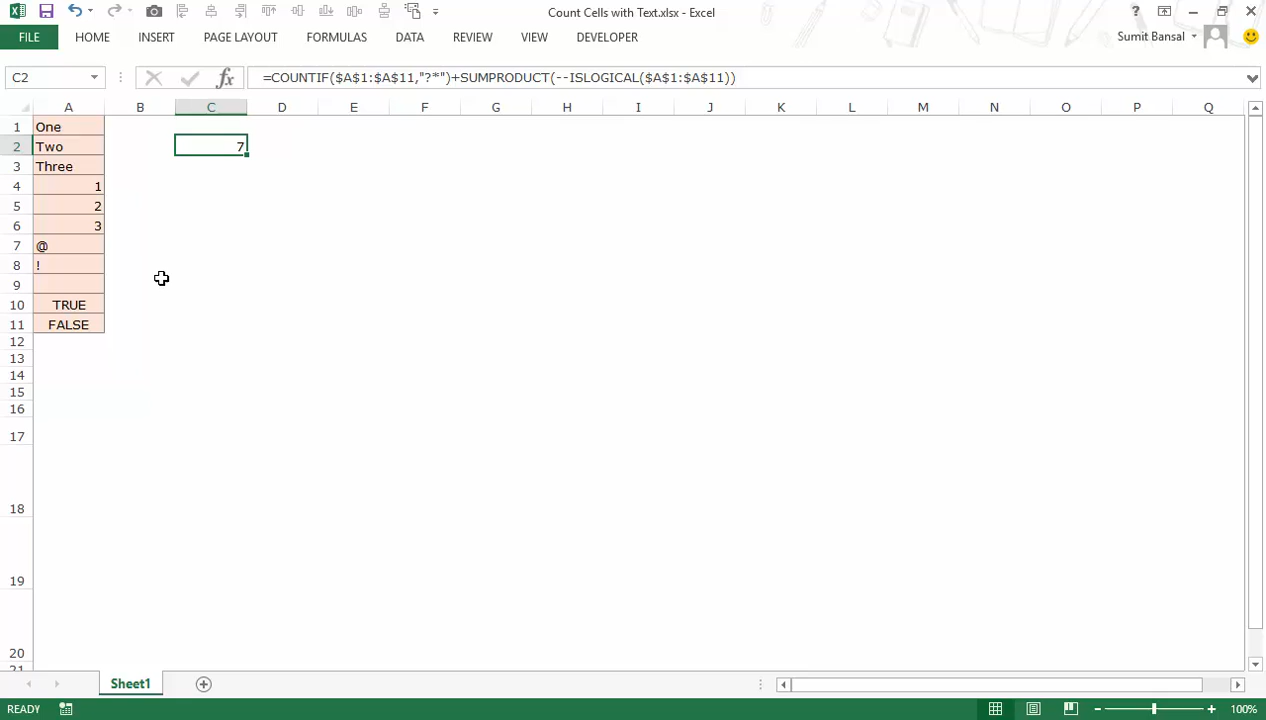 Count Cells with Text.xlsx - Excel
?
FILE HOME INSERT PAGE LAYOUT FORMULAS DATA REVIEW VIEW DEVELOPER Sumit Bansal
C2 fx =COUNTIF($A$1:$A$11,"?*")+SUMPRODUCT(--ISLOGICAL($A$1:$A$11))
A B C D E F G H I J K L M N O P Q
1 One
2 Two 7
3 Three
4 1
5 2
6 3
7 @
8 !
9
10 TRUE
11 FALSE
12
13
14
15
16
17
18
19
20
21
Sheet1
READY 100%